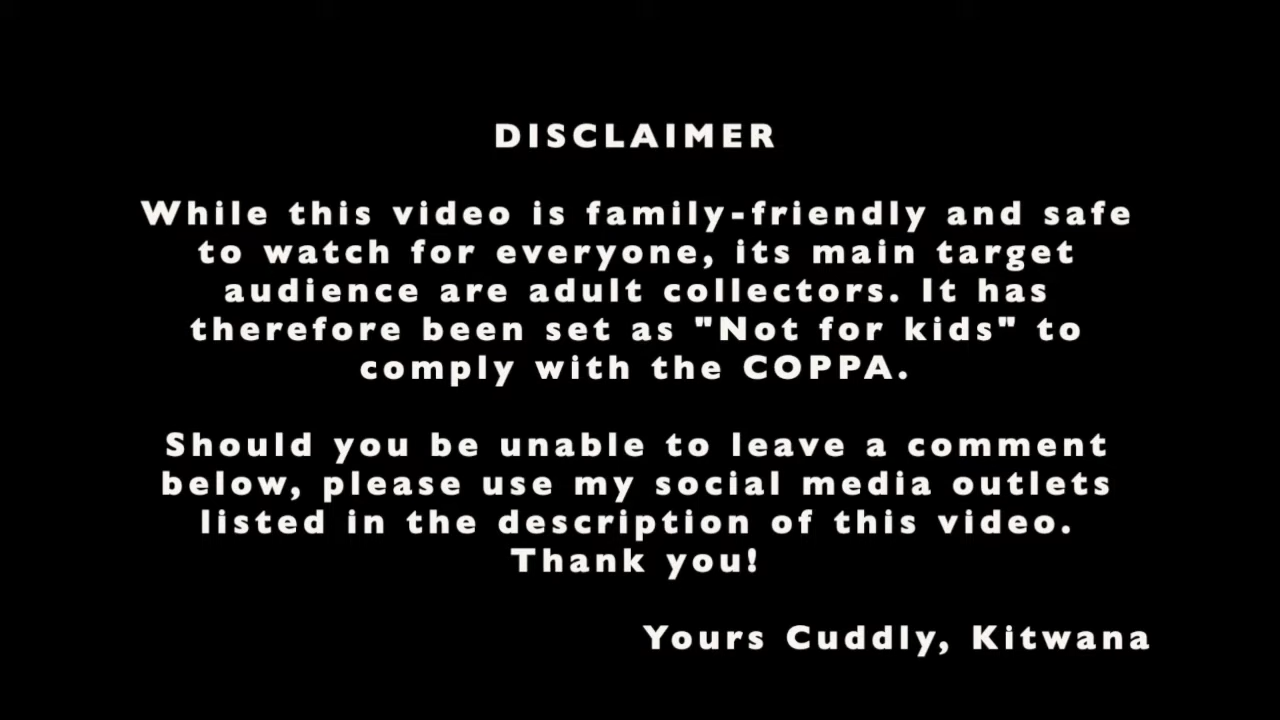 DISCLAIMER
While this video is family-friendly and safe
to watch for everyone, its main target
audience are adult collectors. It has
therefore been set as "Not for kids" to
comply with the COPPA.
Should you be unable to leave a comment
below, please use my social media outlets
listed in the description of this video.
Thank you!
Yours Cuddly, Kitwana